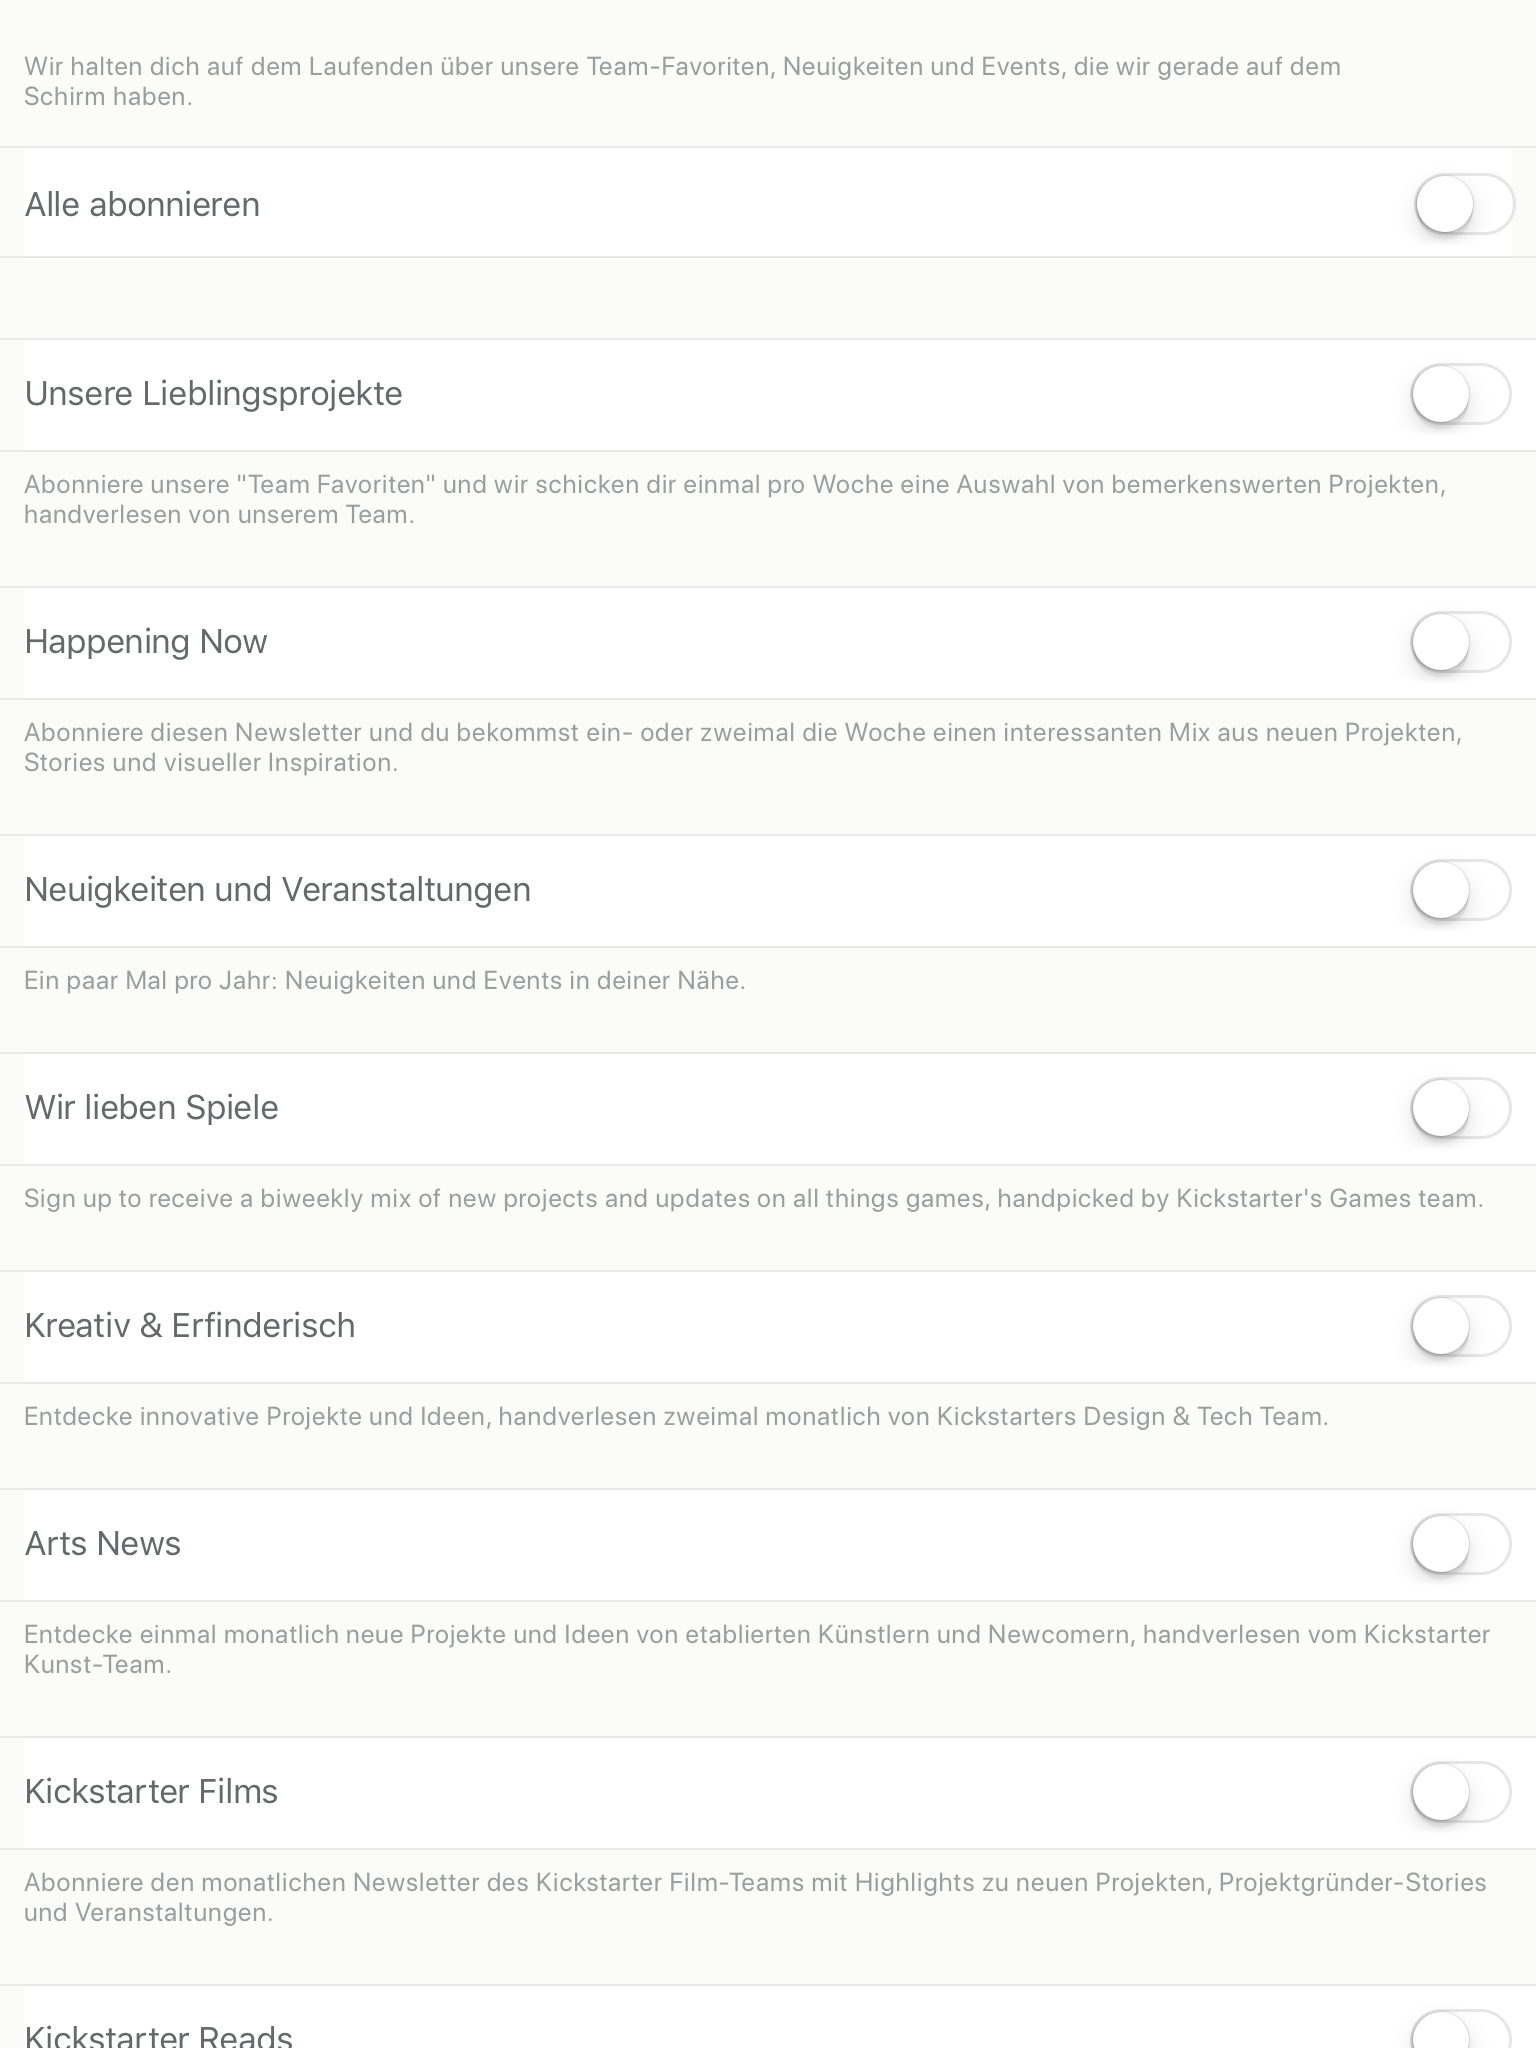 Wir halten dich auf dem Laufenden über unsere Team-Favoriten, Neuigkeiten und Events, die wir gerade auf dem
Schirm haben.
Alle abonnieren
Unsere Lieblingsprojekte
Abonniere unsere "Team Favoriten" und wir schicken dir einmal pro Woche eine Auswahl von bemerkenswerten Projekten,
handverlesen von unserem Team.
Happening Now
Abonniere diesen Newsletter und du bekommst ein- oder zweimal die Woche einen interessanten Mix aus neuen Projekten,
Stories und visueller Inspiration.
Neuigkeiten und Veranstaltungen
Ein paar Mal pro Jahr: Neuigkeiten und Events in deiner Nähe.
Wir lieben Spiele
Sign up to receive a biweekly mix of new projects and updates on all things games, handpicked by Kickstarter's Games team.
Kreativ & Erfinderisch
Entdecke innovative Projekte und Ideen, handverlesen zweimal monatlich von Kickstarters Design & Tech Team.
Arts News
Entdecke einmal monatlich neue Projekte und Ideen von etablierten Künstlern und Newcomern, handverlesen vom Kickstarter
Kunst-Team.
Kickstarter Films
Abonniere den monatlichen Newsletter des Kickstarter Film-Teams mit Highlights zu neuen Projekten, Projektgründer-Stories
und Veranstaltungen.
Kickstarter Reads